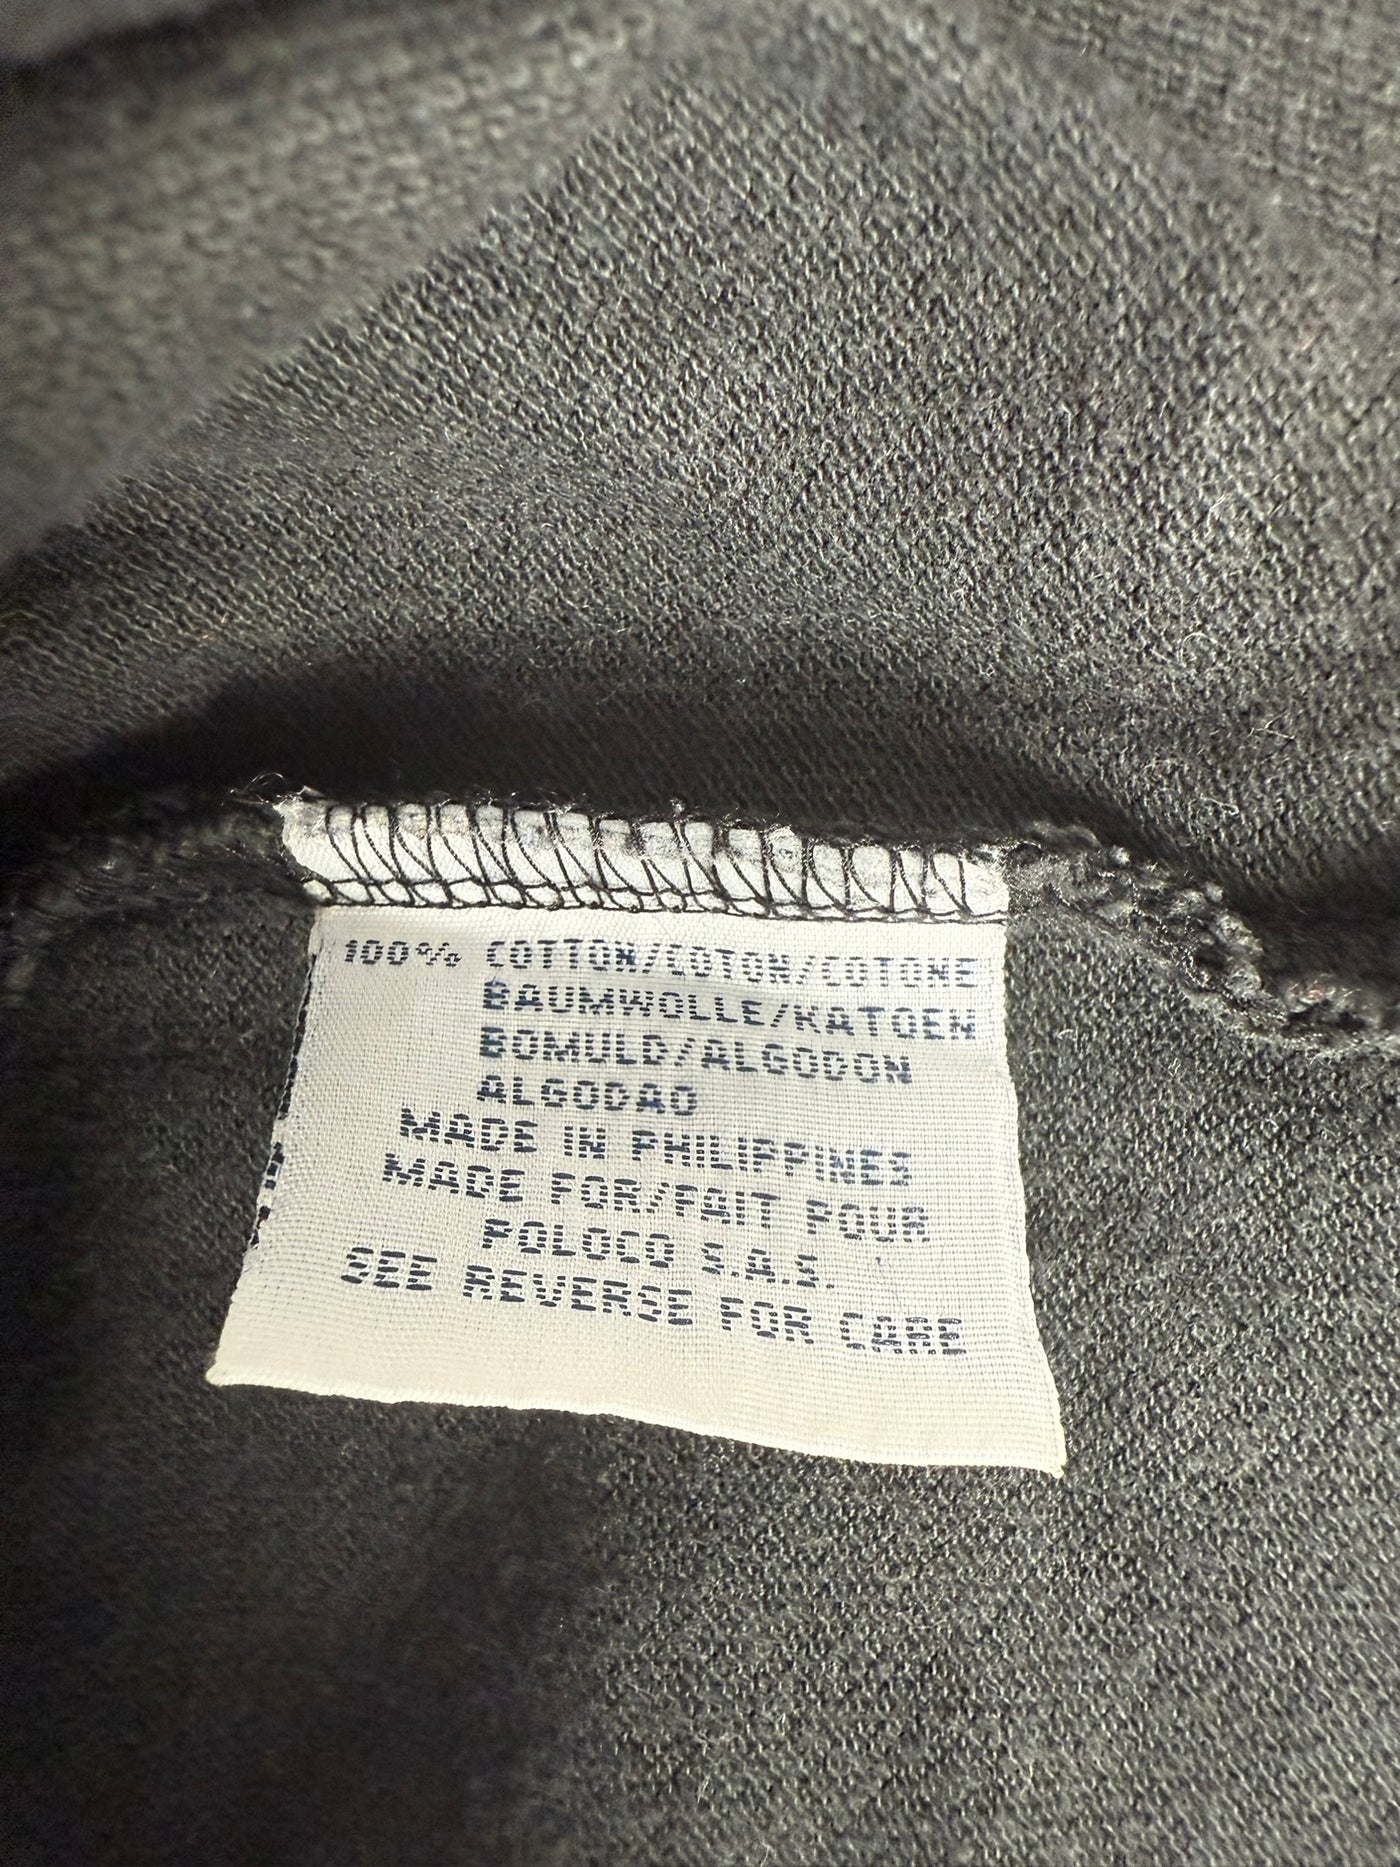 100% COTTON/COTON/COTONE
BAUMWOLLE/KATOEN
BOMULD/ALGODON
ALGODAO
MADE IN PHILIPPINES
MADE FOR/FAIT POUR
POLOCO S.A.S.
SEE REVERSE FOR CARE